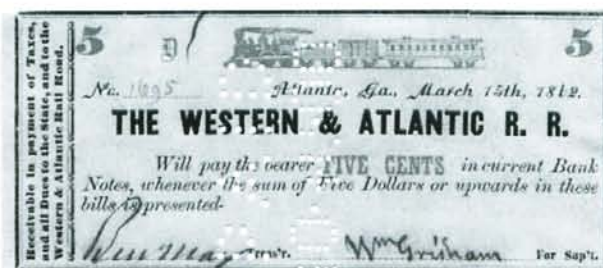 Receivable in payment of Taxes,
and all Dues to the State, and to the
Western & Atlantic Rail Road.
5 5
No. 1695 Atlanta, Ga., March 15th, 1862.
THE WESTERN & ATLANTIC R. R.
Will pay the bearer FIVE CENTS in current Bank
Notes, whenever the sum of Five Dollars or upwards in these
bills is presented.
Treas'r. Wm Grisham For Sup't.